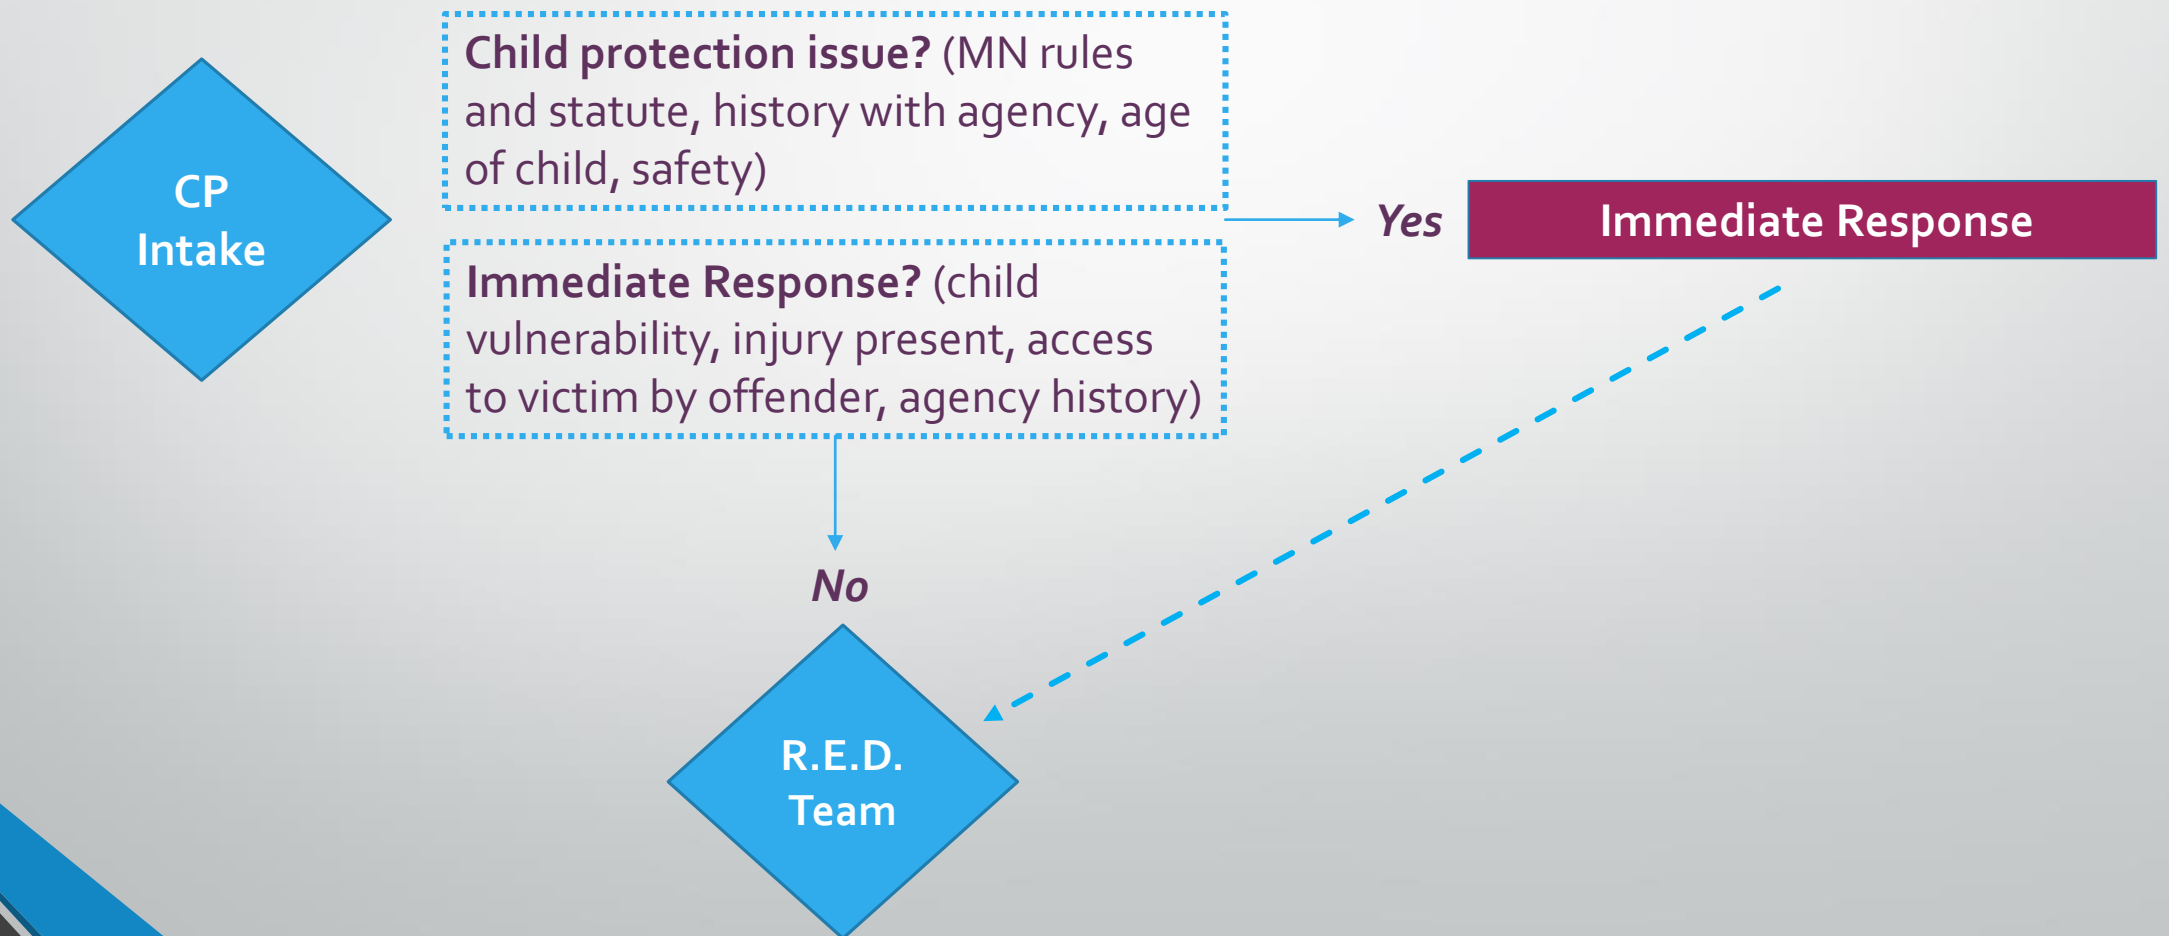 CP
Intake
Child protection issue? (MN rules
and statute, history with agency, age
of child, safety)
Immediate Response? (child
vulnerability, injury present, access
to victim by offender, agency history)
Yes
Immediate Response
No
R.E.D.
Team